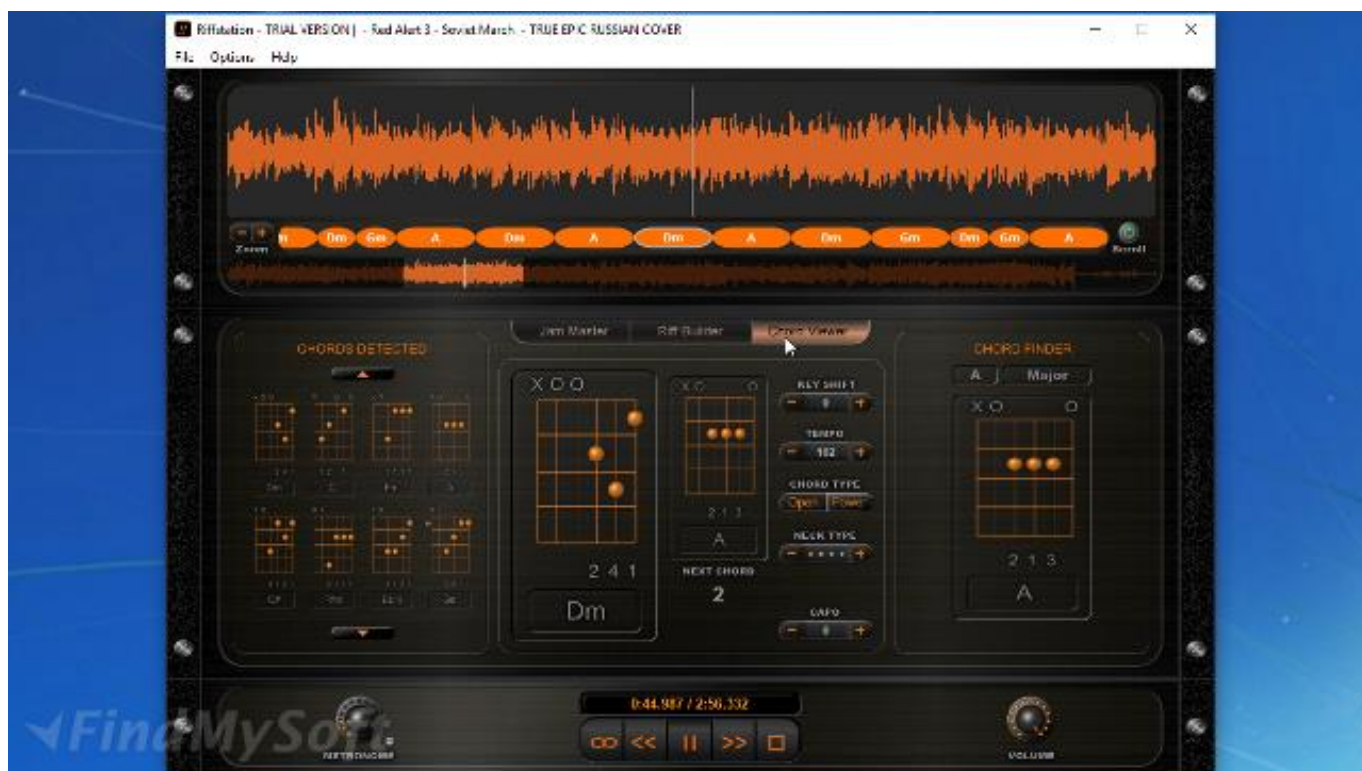 Riffstation - TRIAL VERSION | - Red Alert 3 - Soviet March - TRUE EPIC RUSSIAN COVER
File Options Help
Dm Gm A Dm A Dm A Dm Gm Dm Gm A
Zoom
Scroll
Jam Master Riff Builder Chord Viewer
CHORDS DETECTED
CHORD FINDER
A Major
X O O
X O O
X O O
KEY SHIFT
0
TEMPO
102
CHORD TYPE
Open Power
NECK TYPE
2 1 3
A
NEXT CHORD
2
2 4 1
Dm
CAPO
0
2 1 3
A
0:44.987 / 2:56.332
METRONOME
VOLUME
FindMySoft